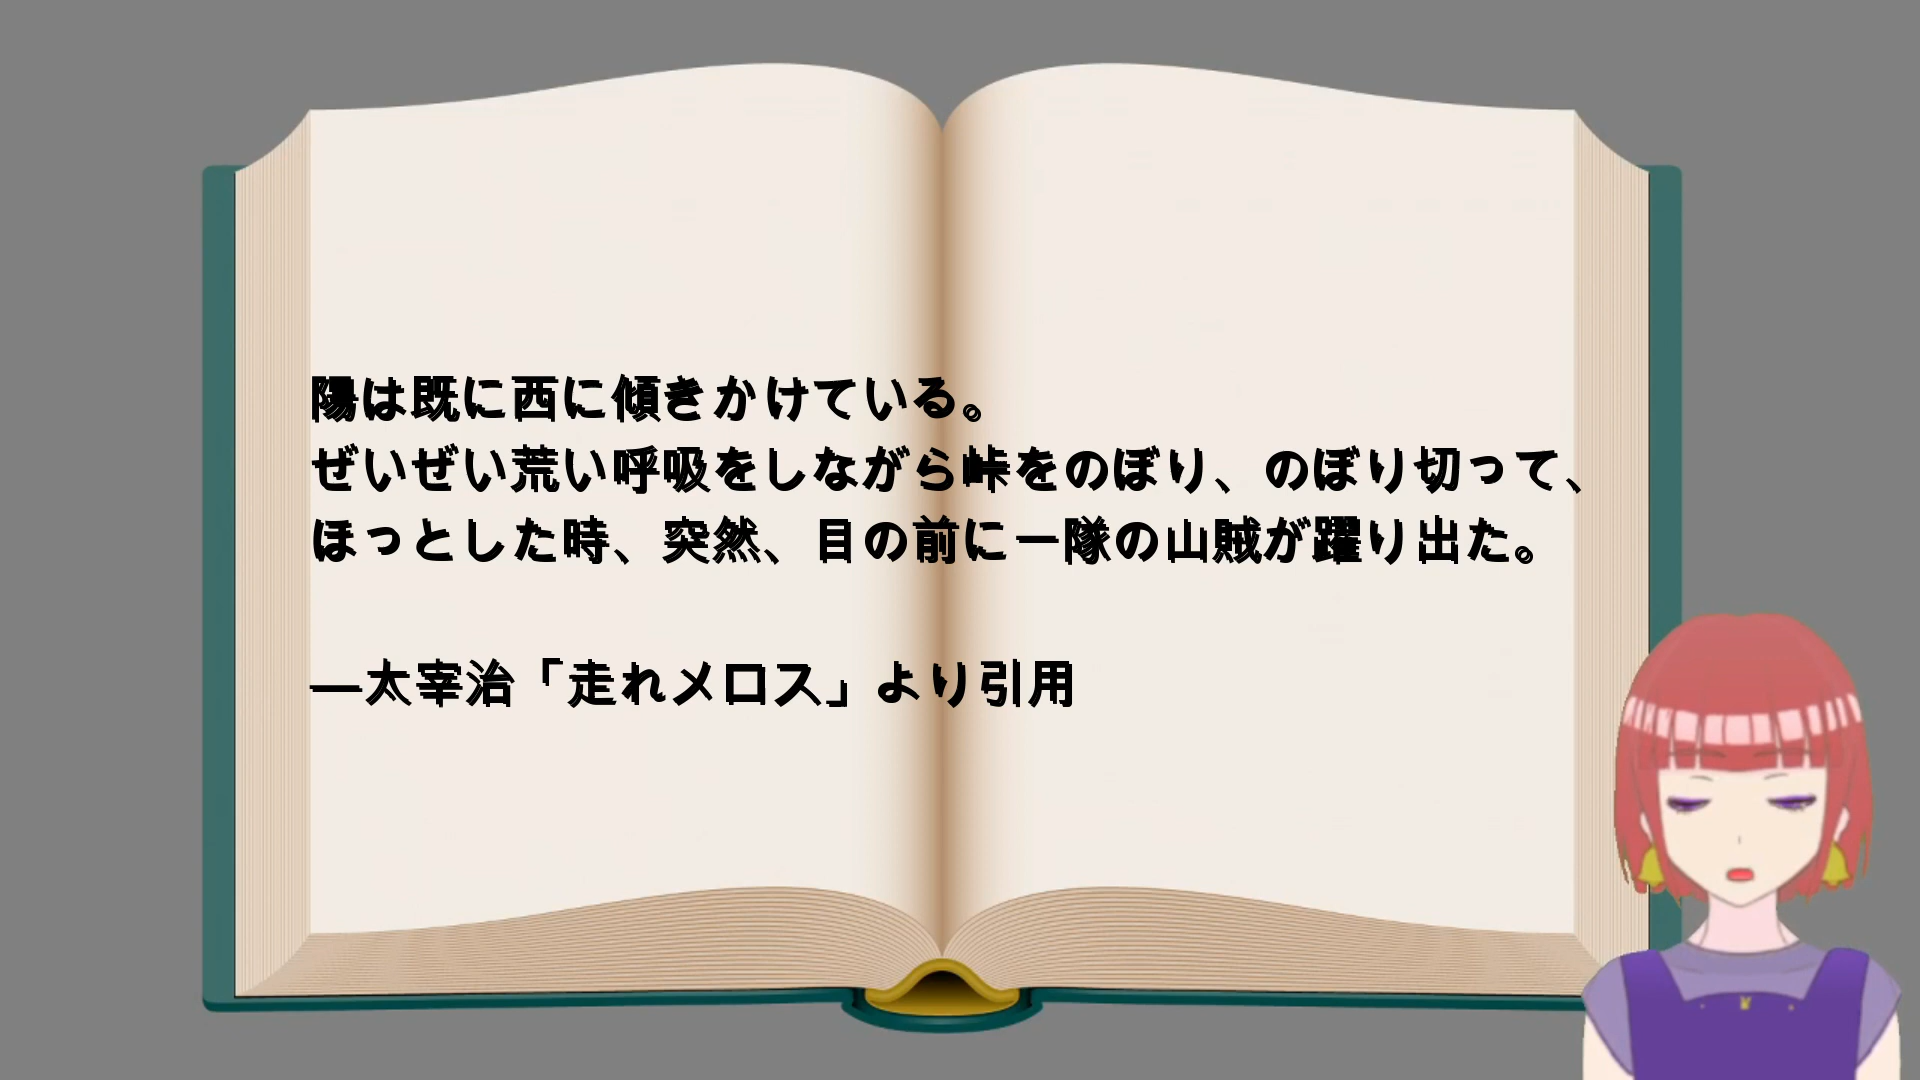 陽は既に西に傾きかけている。
ぜいぜい荒い呼吸をしながら峠をのぼり、のぼり切って、
ほっとした時、突然、目の前に一隊の山賊が躍り出た。
―太宰治「走れメロス」より引用